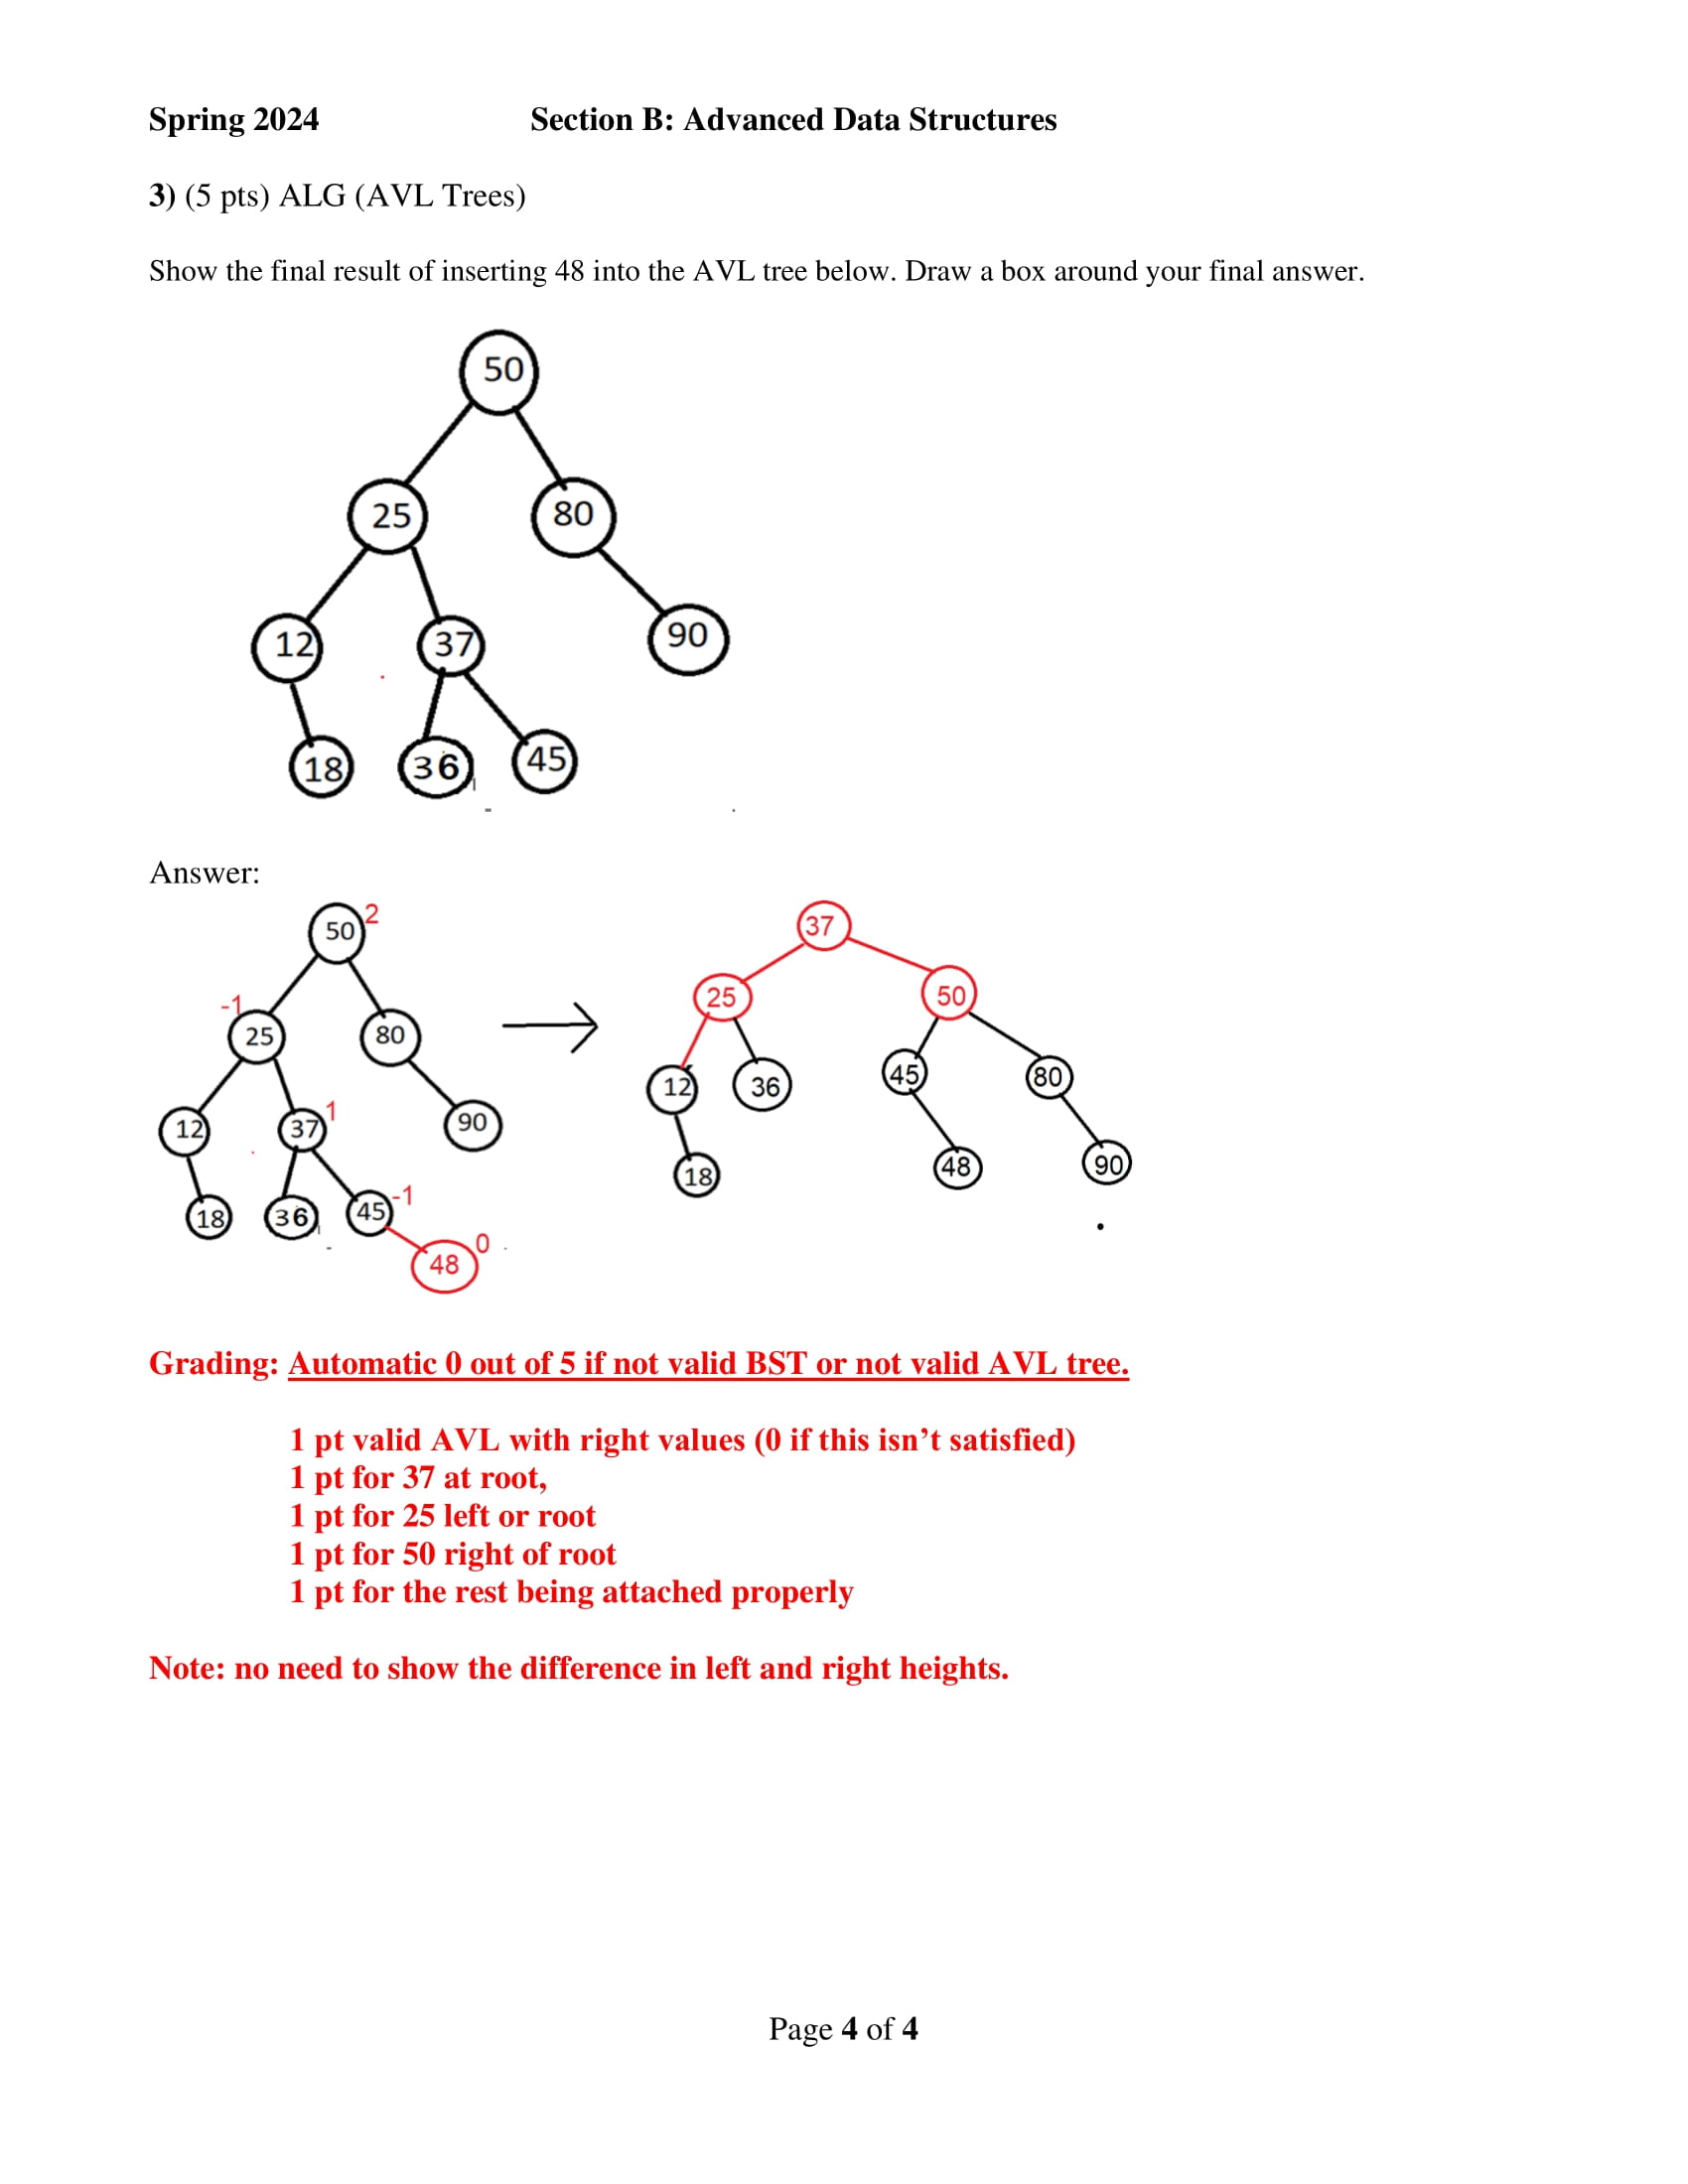 Spring 2024 Section B: Advanced Data Structures
3) (5 pts) ALG (AVL Trees)
Show the final result of inserting 48 into the AVL tree below. Draw a box around your final answer.
50
25 80
12 37 90
18 36 45
Answer:
50 2
-1
25 80
12 37 1 90
18 36 45 -1
48 0
37
25 50
12 36 45 80
18 48 90
Grading: Automatic 0 out of 5 if not valid BST or not valid AVL tree.
1 pt valid AVL with right values (0 if this isn’t satisfied)
1 pt for 37 at root,
1 pt for 25 left or root
1 pt for 50 right of root
1 pt for the rest being attached properly
Note: no need to show the difference in left and right heights.
Page 4 of 4